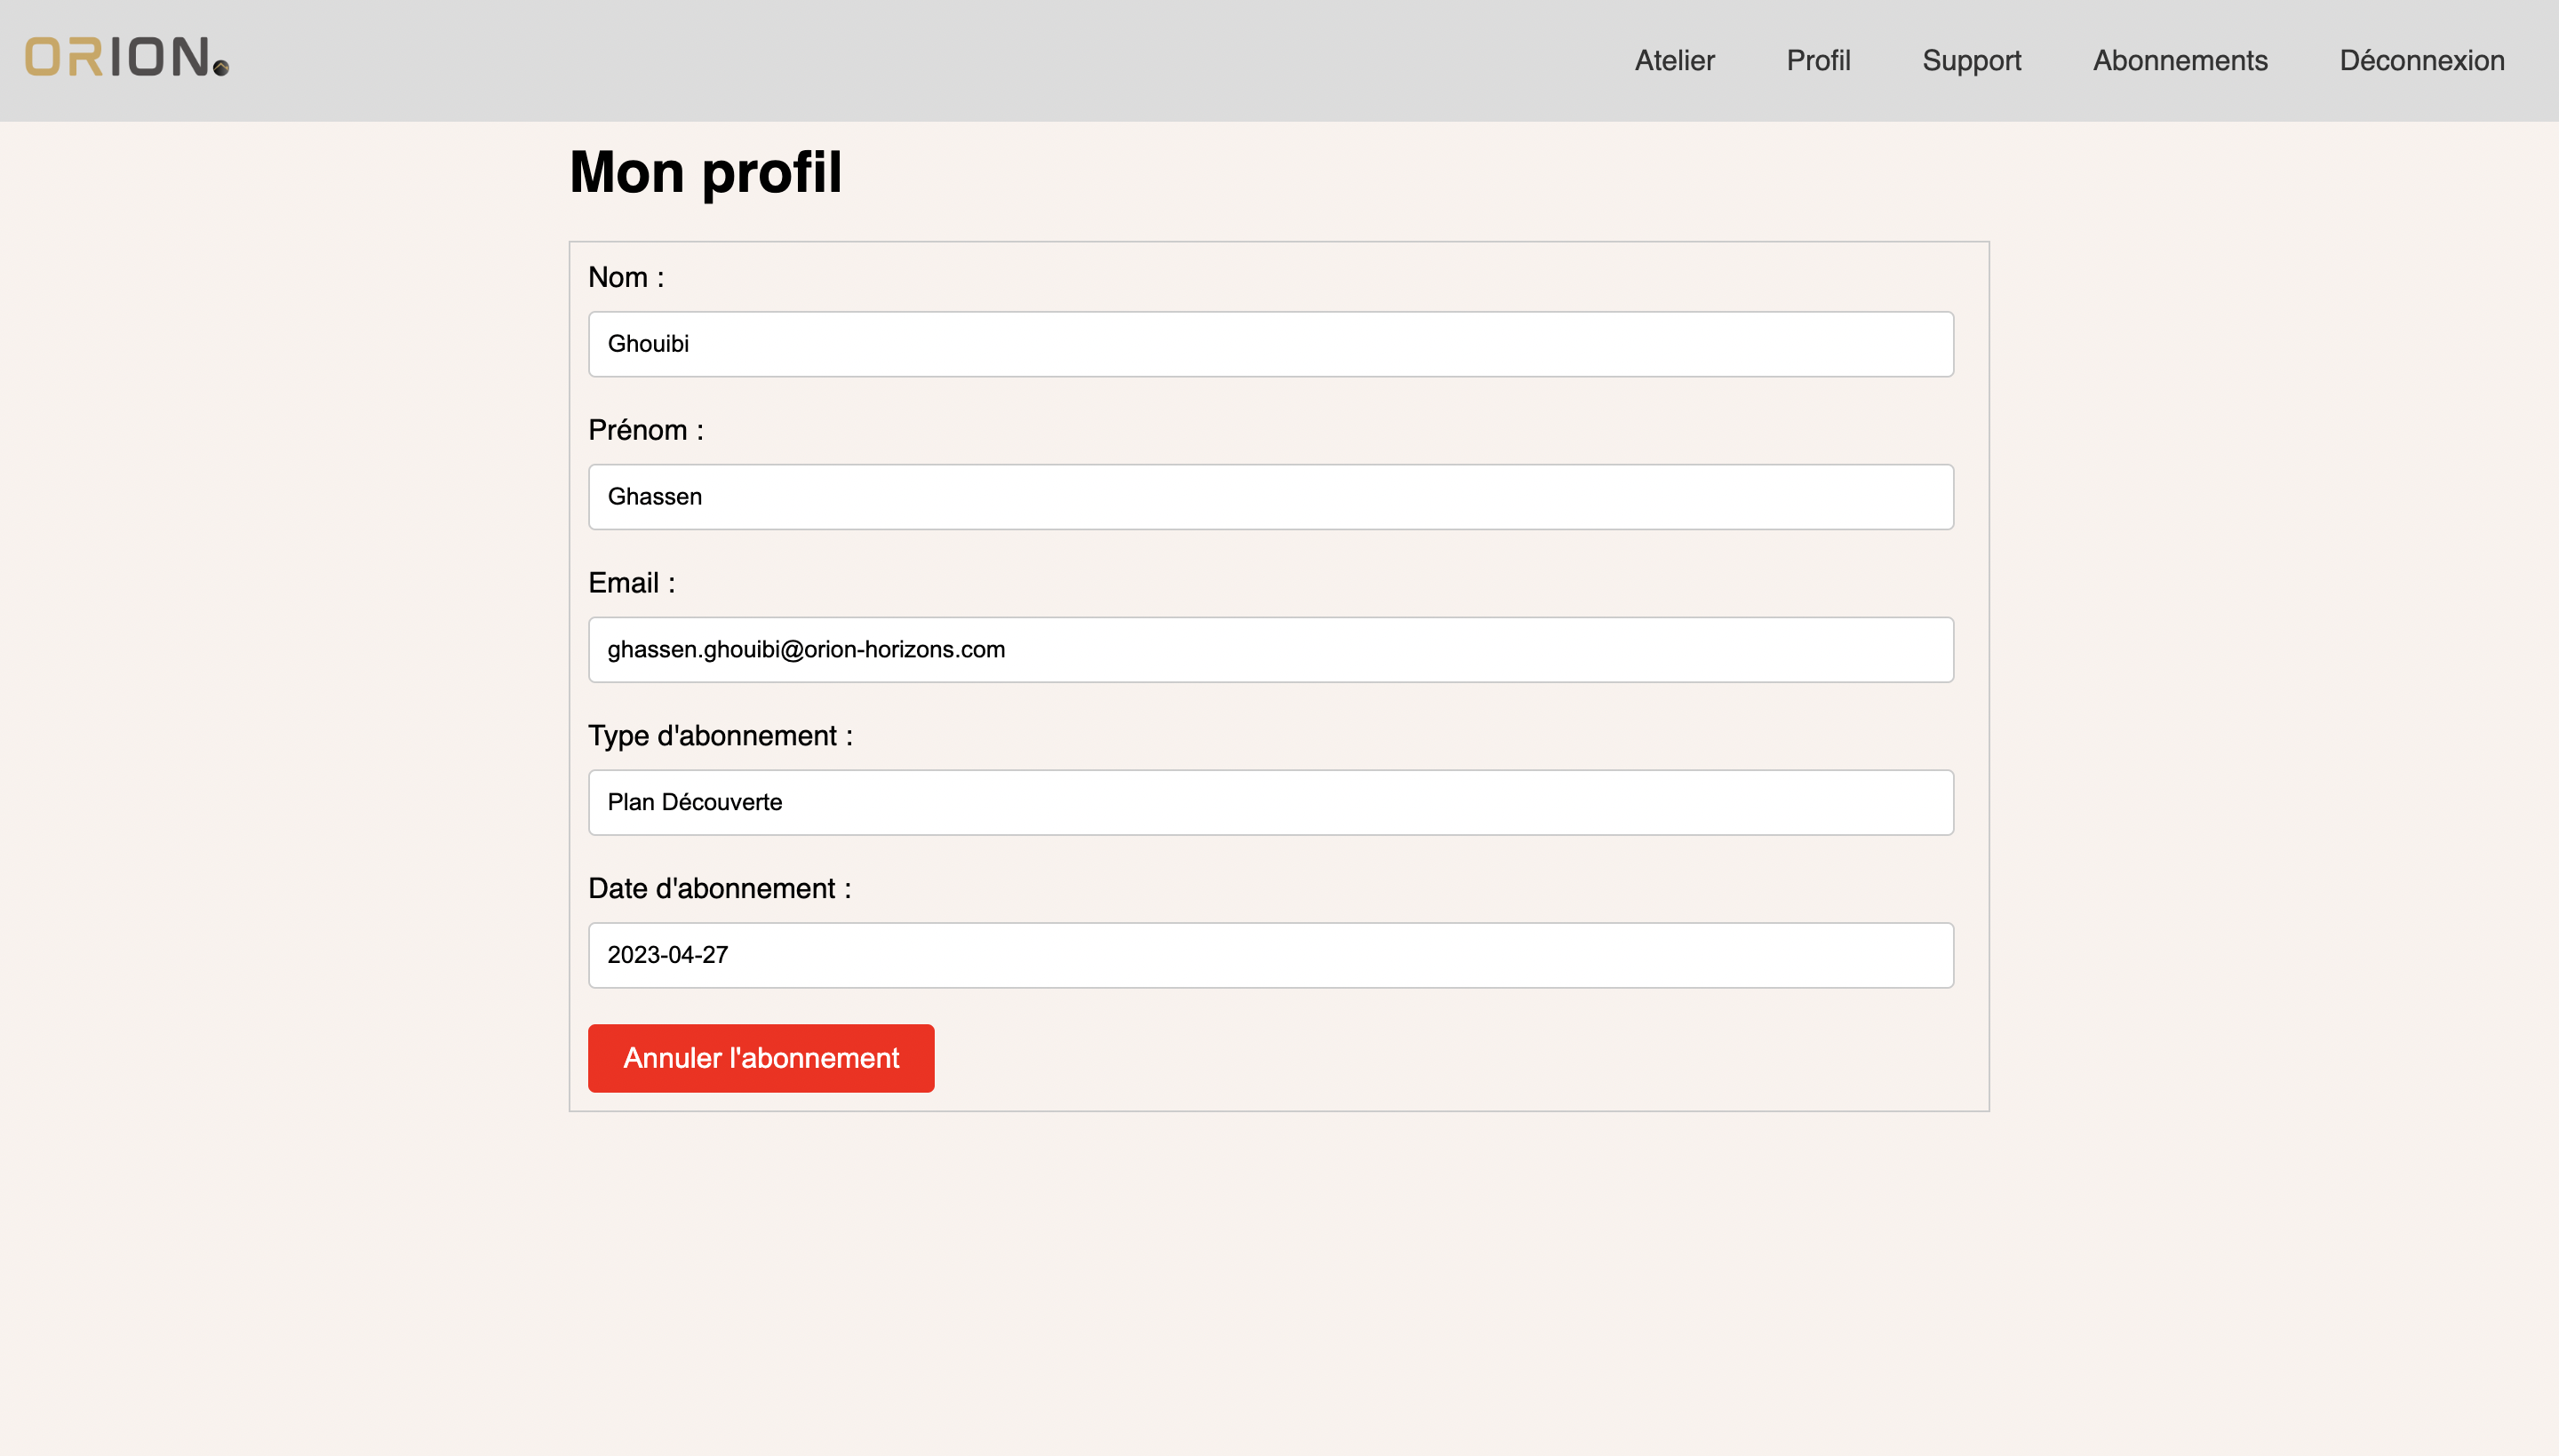 ORION.
Atelier Profil Support Abonnements Déconnexion
Mon profil
Nom :
Ghouibi
Prénom :
Ghassen
Email :
ghassen.ghouibi@orion-horizons.com
Type d'abonnement :
Plan Découverte
Date d'abonnement :
2023-04-27
Annuler l'abonnement